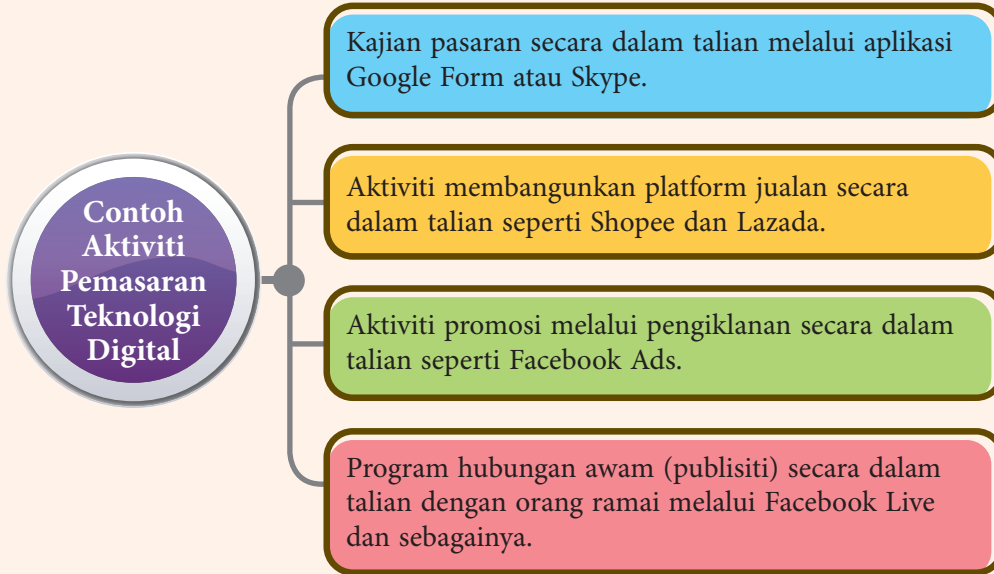 Contoh
Aktiviti
Pemasaran
Teknologi
Digital
Kajian pasaran secara dalam talian melalui aplikasi
Google Form atau Skype.
Aktiviti membangunkan platform jualan secara
dalam talian seperti Shopee dan Lazada.
Aktiviti promosi melalui pengiklanan secara dalam
talian seperti Facebook Ads.
Program hubungan awam (publisiti) secara dalam
talian dengan orang ramai melalui Facebook Live
dan sebagainya.